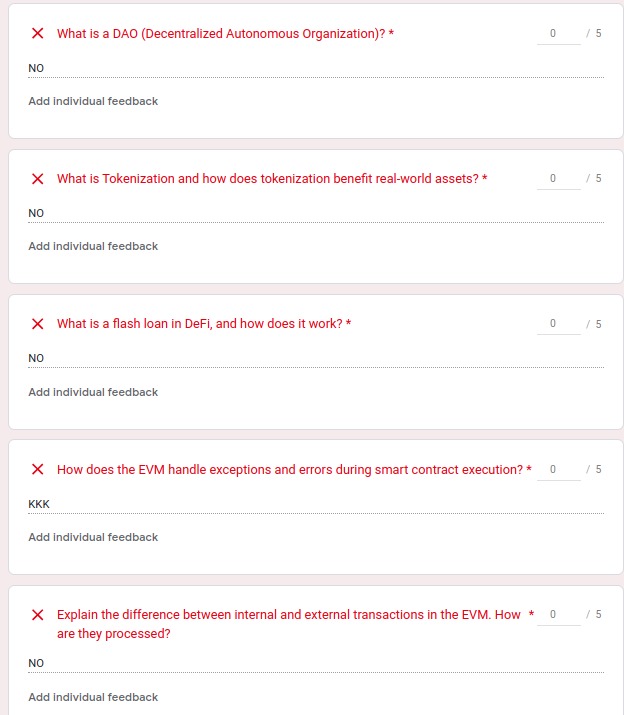 What is a DAO (Decentralized Autonomous Organization)? *
0 / 5
NO
Add individual feedback
What is Tokenization and how does tokenization benefit real-world assets? *
0 / 5
NO
Add individual feedback
What is a flash loan in DeFi, and how does it work? *
0 / 5
NO
Add individual feedback
How does the EVM handle exceptions and errors during smart contract execution? *
0 / 5
KKK
Add individual feedback
Explain the difference between internal and external transactions in the EVM. How *
0 / 5
are they processed?
NO
Add individual feedback